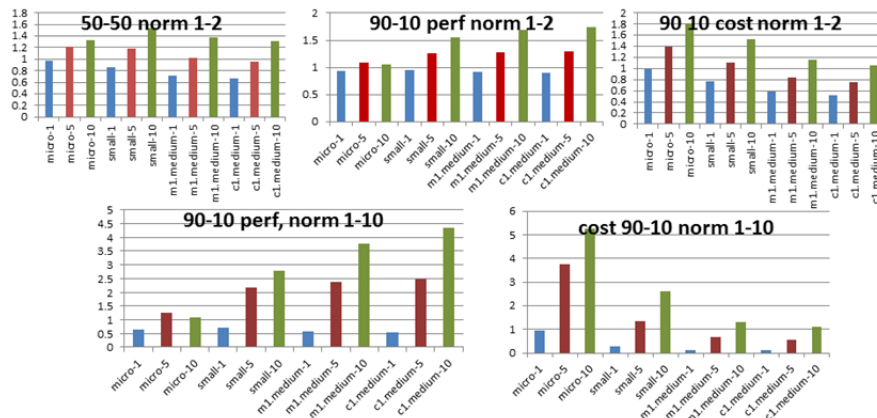 50-50 norm 1-2
1.8
1.6
1.4
1.2
1
0.8
0.6
0.4
0.2
0
micro-1
micro-5
micro-10
small-1
small-5
small-10
m1.medium-1
m1.medium-5
m1.medium-10
c1.medium-1
c1.medium-5
c1.medium-10
90-10 perf norm 1-2
2
1.5
1
0.5
0
micro-1
micro-5
micro-10
small-1
small-5
small-10
m1.medium-1
m1.medium-5
m1.medium-10
c1.medium-1
c1.medium-5
c1.medium-10
90 10 cost norm 1-2
2
1.8
1.6
1.4
1.2
1
0.8
0.6
0.4
0.2
0
micro-1
micro-5
micro-10
small-1
small-5
small-10
m1.medium-1
m1.medium-5
m1.medium-10
c1.medium-1
c1.medium-5
c1.medium-10
90-10 perf, norm 1-10
5
4.5
4
3.5
3
2.5
2
1.5
1
0.5
0
micro-1
micro-5
micro-10
small-1
small-5
small-10
m1.medium-1
m1.medium-5
m1.medium-10
c1.medium-1
c1.medium-5
c1.medium-10
cost 90-10 norm 1-10
6
5
4
3
2
1
0
micro-1
micro-5
micro-10
small-1
small-5
small-10
m1.medium-1
m1.medium-5
m1.medium-10
c1.medium-1
c1.medium-5
c1.medium-10